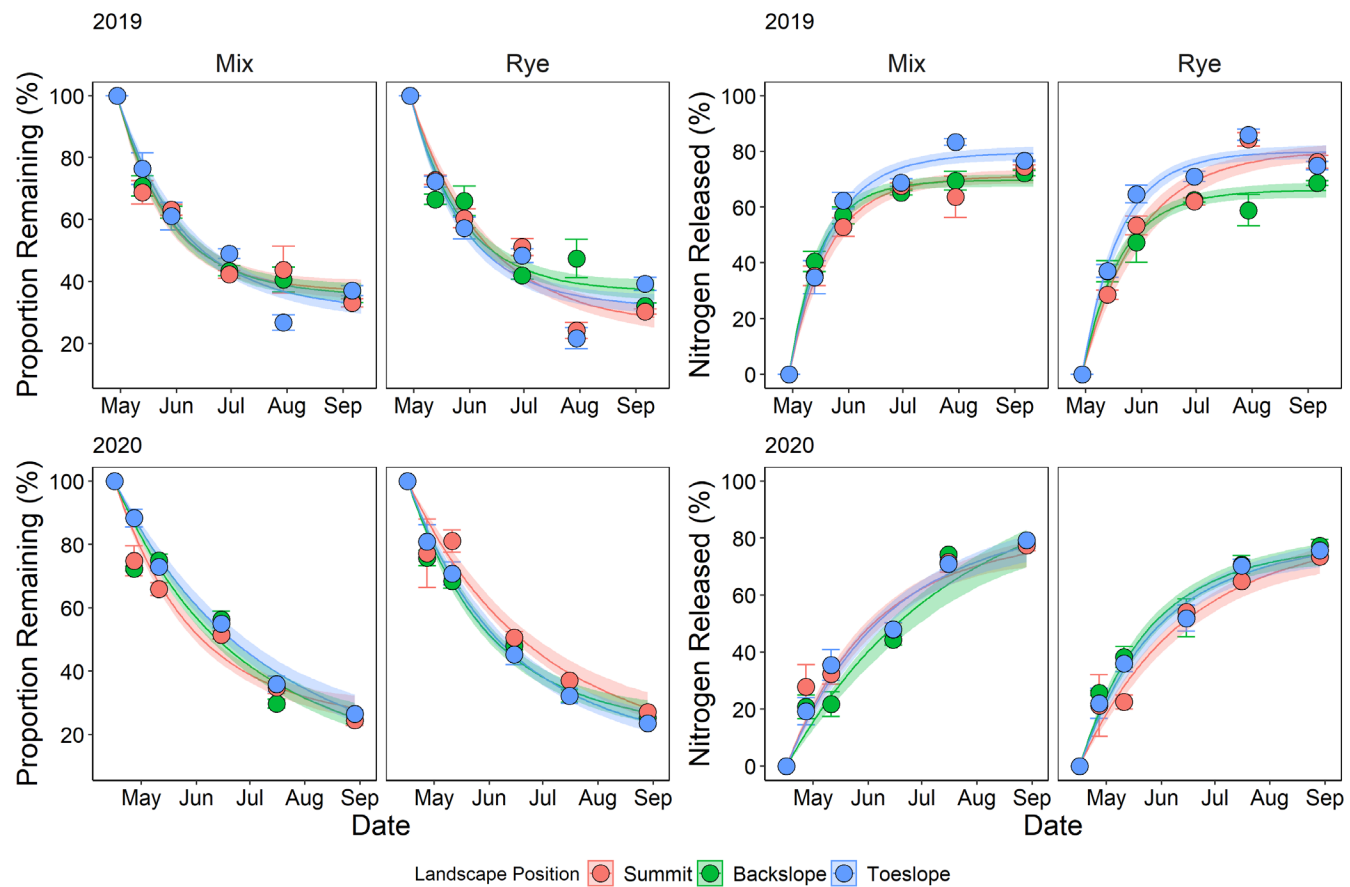 2019
2019
Mix
Rye
Mix
Rye
Proportion Remaining (%)
100
80
60
40
20
May Jun Jul Aug Sep
May Jun Jul Aug Sep
Nitrogen Released (%)
100
80
60
40
20
0
May Jun Jul Aug Sep
May Jun Jul Aug Sep
2020
2020
Proportion Remaining (%)
100
80
60
40
20
May Jun Jul Aug Sep
May Jun Jul Aug Sep
Date
Nitrogen Released (%)
100
80
60
40
20
0
May Jun Jul Aug Sep
May Jun Jul Aug Sep
Date
Landscape Position Summit Backslope Toeslope